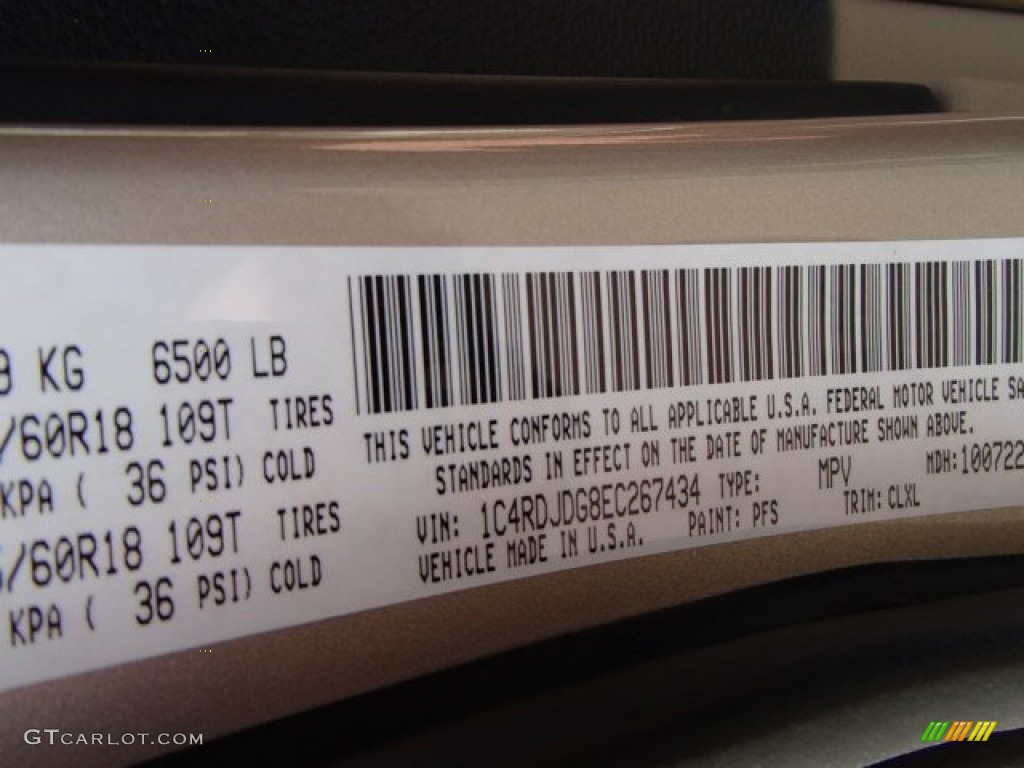 KG 6500 LB
/60R18 109T TIRES
KPA ( 36 PSI) COLD
/60R18 109T TIRES
KPA ( 36 PSI) COLD
THIS VEHICLE CONFORMS TO ALL APPLICABLE U.S.A. FEDERAL MOTOR VEHICLE SA
STANDARDS IN EFFECT ON THE DATE OF MANUFACTURE SHOWN ABOVE.
VIN: 1C4RDJDG8EC267434 TYPE: MPV MDH:100722
VEHICLE MADE IN U.S.A. PAINT: PFS TRIM: CLXL
GTCARLOT.COM